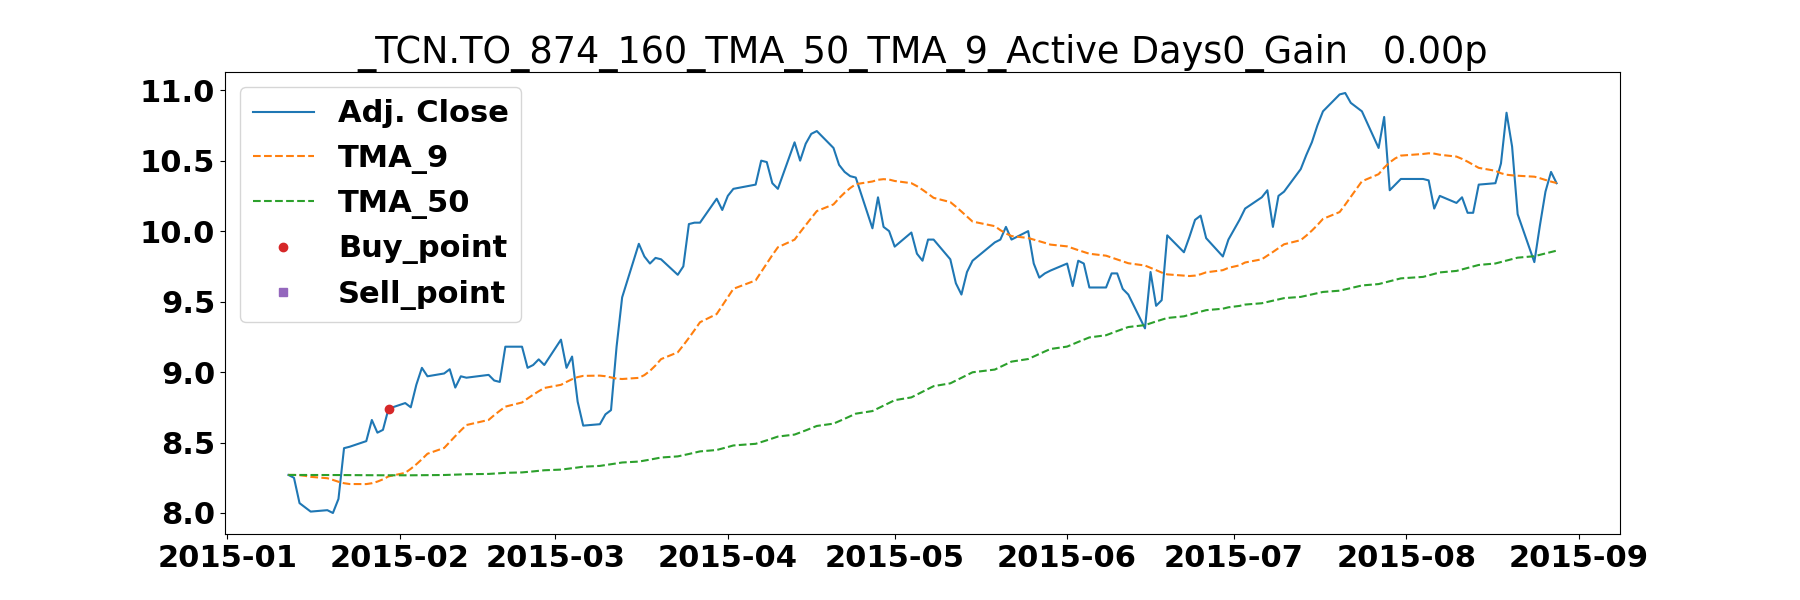 _TCN.TO_874_160_TMA_50_TMA_9_Active Days0_Gain   0.00p
11.0
10.5
10.0
9.5
9.0
8.5
8.0
Adj. Close
TMA_9
TMA_50
Buy_point
Sell_point
2015-01 2015-02 2015-03 2015-04 2015-05 2015-06 2015-07 2015-08 2015-09